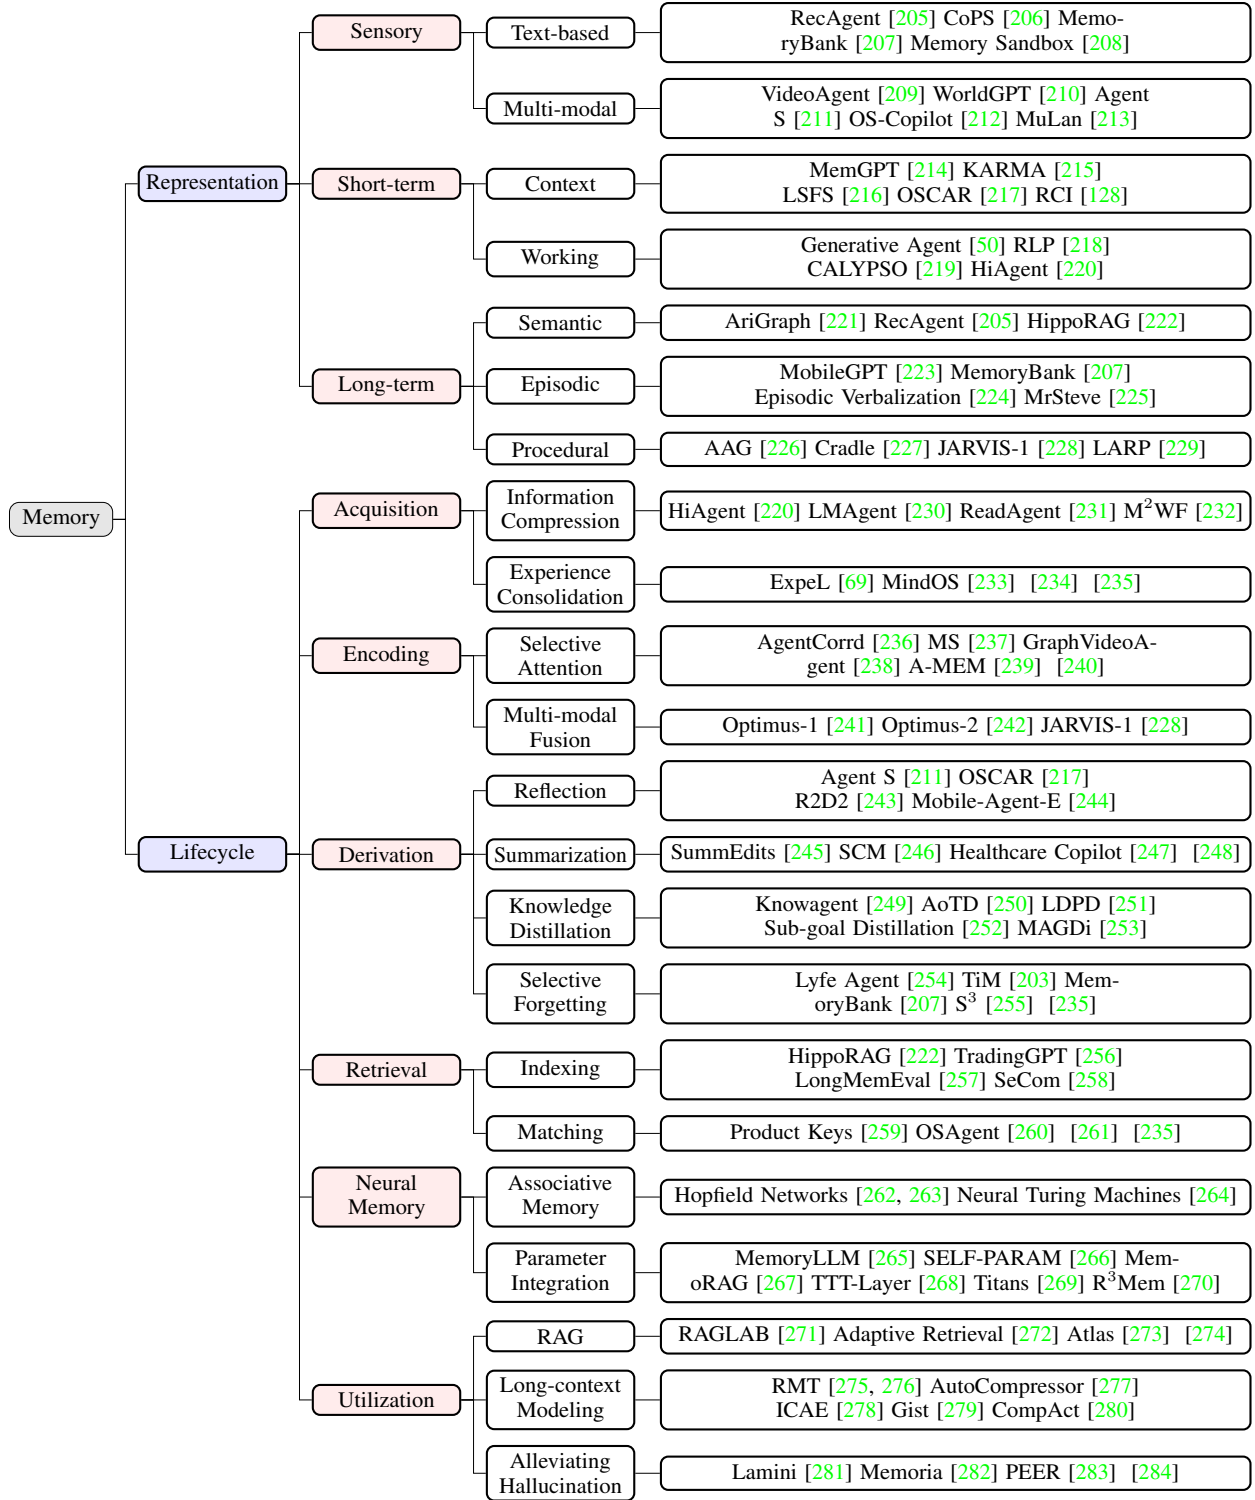 Sensory
Text-based
RecAgent [205] CoPS [206] Memo-
ryBank [207] Memory Sandbox [208]
Multi-modal
VideoAgent [209] WorldGPT [210] Agent
S [211] OS-Copilot [212] MuLan [213]
Representation
Short-term
Context
MemGPT [214] KARMA [215]
LSFS [216] OSCAR [217] RCI [128]
Working
Generative Agent [50] RLP [218]
CALYPSO [219] HiAgent [220]
Semantic
AriGraph [221] RecAgent [205] HippoRAG [222]
Long-term
Episodic
MobileGPT [223] MemoryBank [207]
Episodic Verbalization [224] MrSteve [225]
Procedural
AAG [226] Cradle [227] JARVIS-1 [228] LARP [229]
Memory
Acquisition
Information
Compression
HiAgent [220] LMAgent [230] ReadAgent [231] M²WF [232]
Experience
Consolidation
ExpeL [69] MindOS [233] [234] [235]
Encoding
Selective
Attention
AgentCorrd [236] MS [237] GraphVideoA-
gent [238] A-MEM [239] [240]
Multi-modal
Fusion
Optimus-1 [241] Optimus-2 [242] JARVIS-1 [228]
Reflection
Agent S [211] OSCAR [217]
R2D2 [243] Mobile-Agent-E [244]
Lifecycle
Derivation
Summarization
SummEdits [245] SCM [246] Healthcare Copilot [247] [248]
Knowledge
Distillation
Knowagent [249] AoTD [250] LDPD [251]
Sub-goal Distillation [252] MAGDi [253]
Selective
Forgetting
Lyfe Agent [254] TiM [203] Mem-
oryBank [207] S³ [255] [235]
Retrieval
Indexing
HippoRAG [222] TradingGPT [256]
LongMemEval [257] SeCom [258]
Matching
Product Keys [259] OSAgent [260] [261] [235]
Neural
Memory
Associative
Memory
Hopfield Networks [262, 263] Neural Turing Machines [264]
Parameter
Integration
MemoryLLM [265] SELF-PARAM [266] Mem-
oRAG [267] TTT-Layer [268] Titans [269] R³Mem [270]
RAG
RAGLAB [271] Adaptive Retrieval [272] Atlas [273] [274]
Utilization
Long-context
Modeling
RMT [275, 276] AutoCompressor [277]
ICAE [278] Gist [279] CompAct [280]
Alleviating
Hallucination
Lamini [281] Memoria [282] PEER [283] [284]